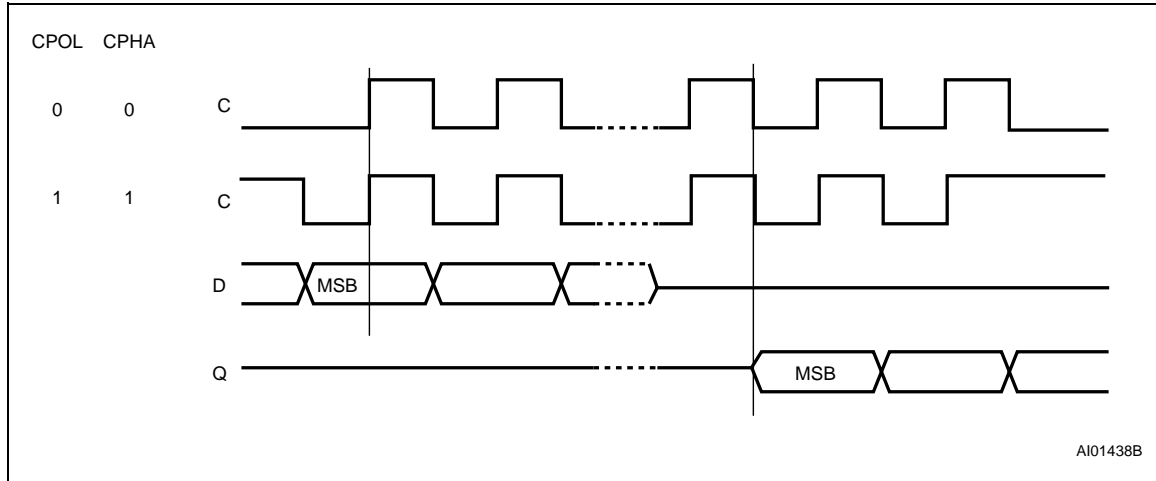 CPOL CPHA
0 0 C
1 1 C
D MSB
Q MSB
AI01438B